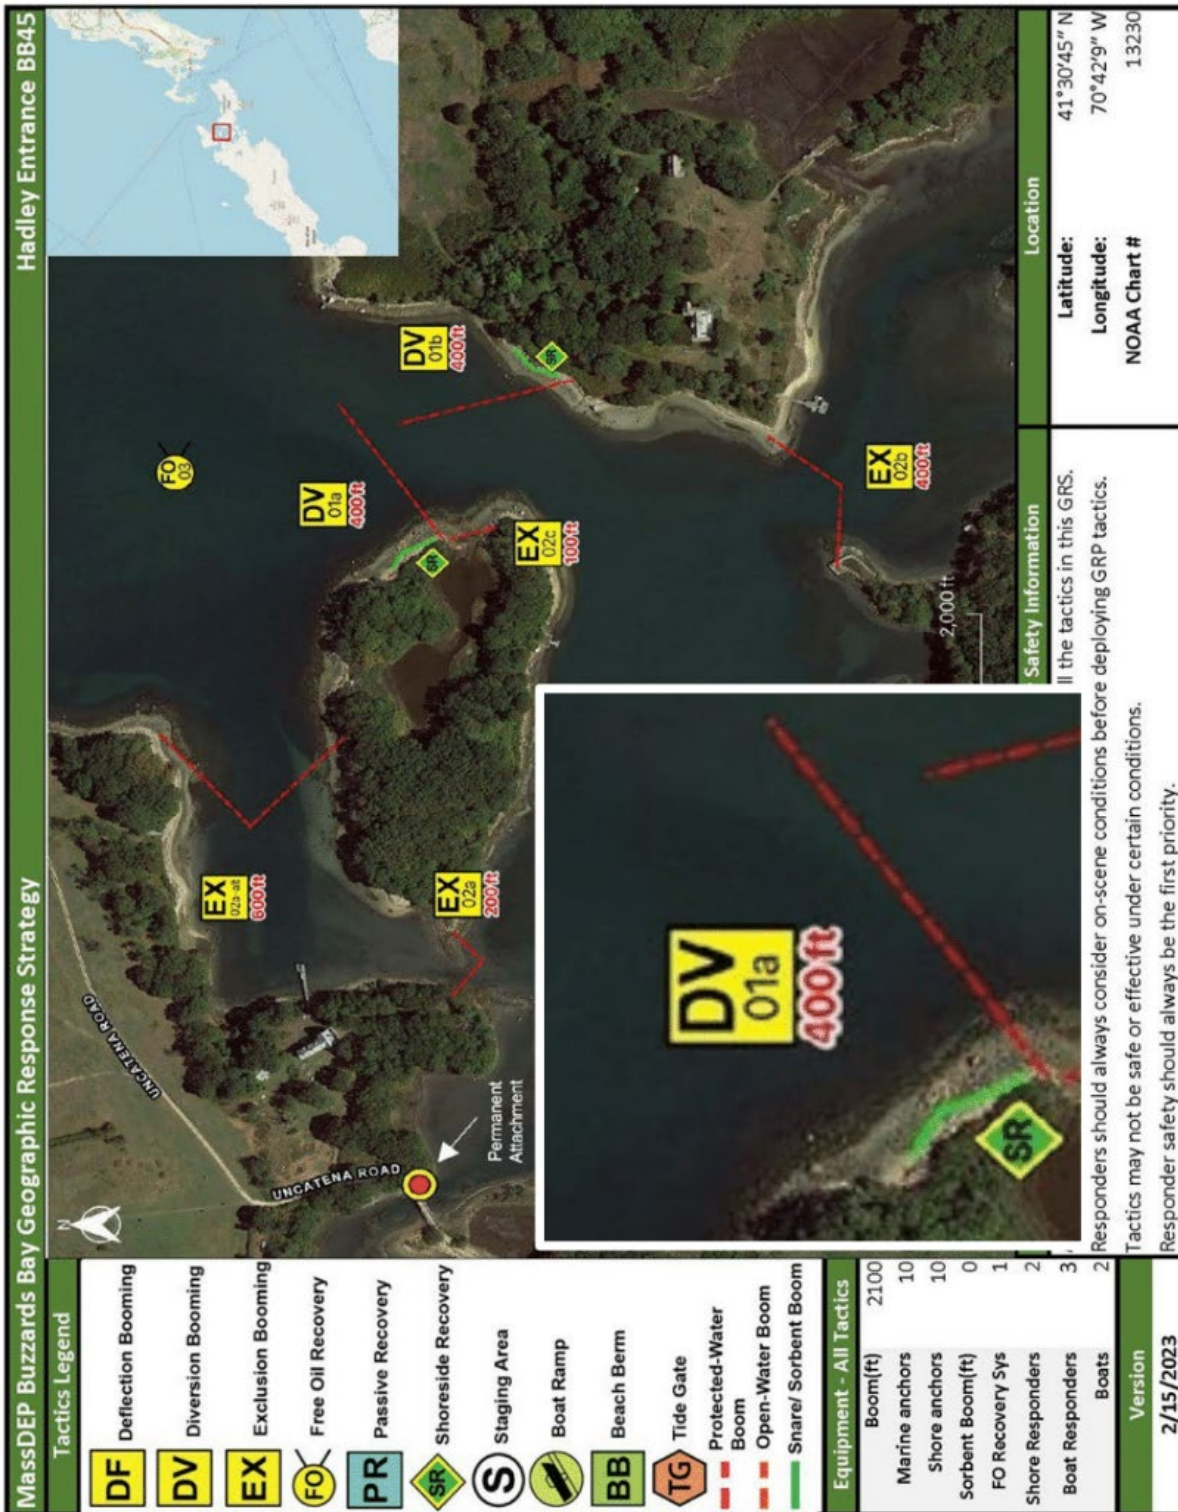 MassDEP Buzzards Bay Geographic Response Strategy
Hadley Entrance BB45
Tactics Legend
DF
Deflection Booming
DV
Diversion Booming
EX
Exclusion Booming
FO
Free Oil Recovery
PR
Passive Recovery
SR
Shoreside Recovery
S
Staging Area
Boat Ramp
BB
Beach Berm
TG
Tide Gate
Protected-Water
Boom
Open-Water Boom
Snare/ Sorbent Boom
N
UNCATENA ROAD
UNCATENA ROAD
Permanent
Attachment
EX
02a-alt
600 ft
EX
02a
200 ft
FO
03
DV
01a
400 ft
DV
01b
400 ft
SR
SR
EX
02c
100 ft
EX
02b
400 ft
2,000 ft
DV
01a
400 ft
SR
Equipment - All Tactics
Boom(ft) 2100
Marine anchors 10
Shore anchors 10
Sorbent Boom(ft) 0
FO Recovery Sys 1
Shore Responders 2
Boat Responders 3
Boats 2
Version
2/15/2023
Safety Information
ll the tactics in this GRS.
Responders should always consider on-scene conditions before deploying GRP tactics.
Tactics may not be safe or effective under certain conditions.
Responder safety should always be the first priority.
Location
Latitude: 41°30'45" N
Longitude: 70°42'9" W
NOAA Chart # 13230